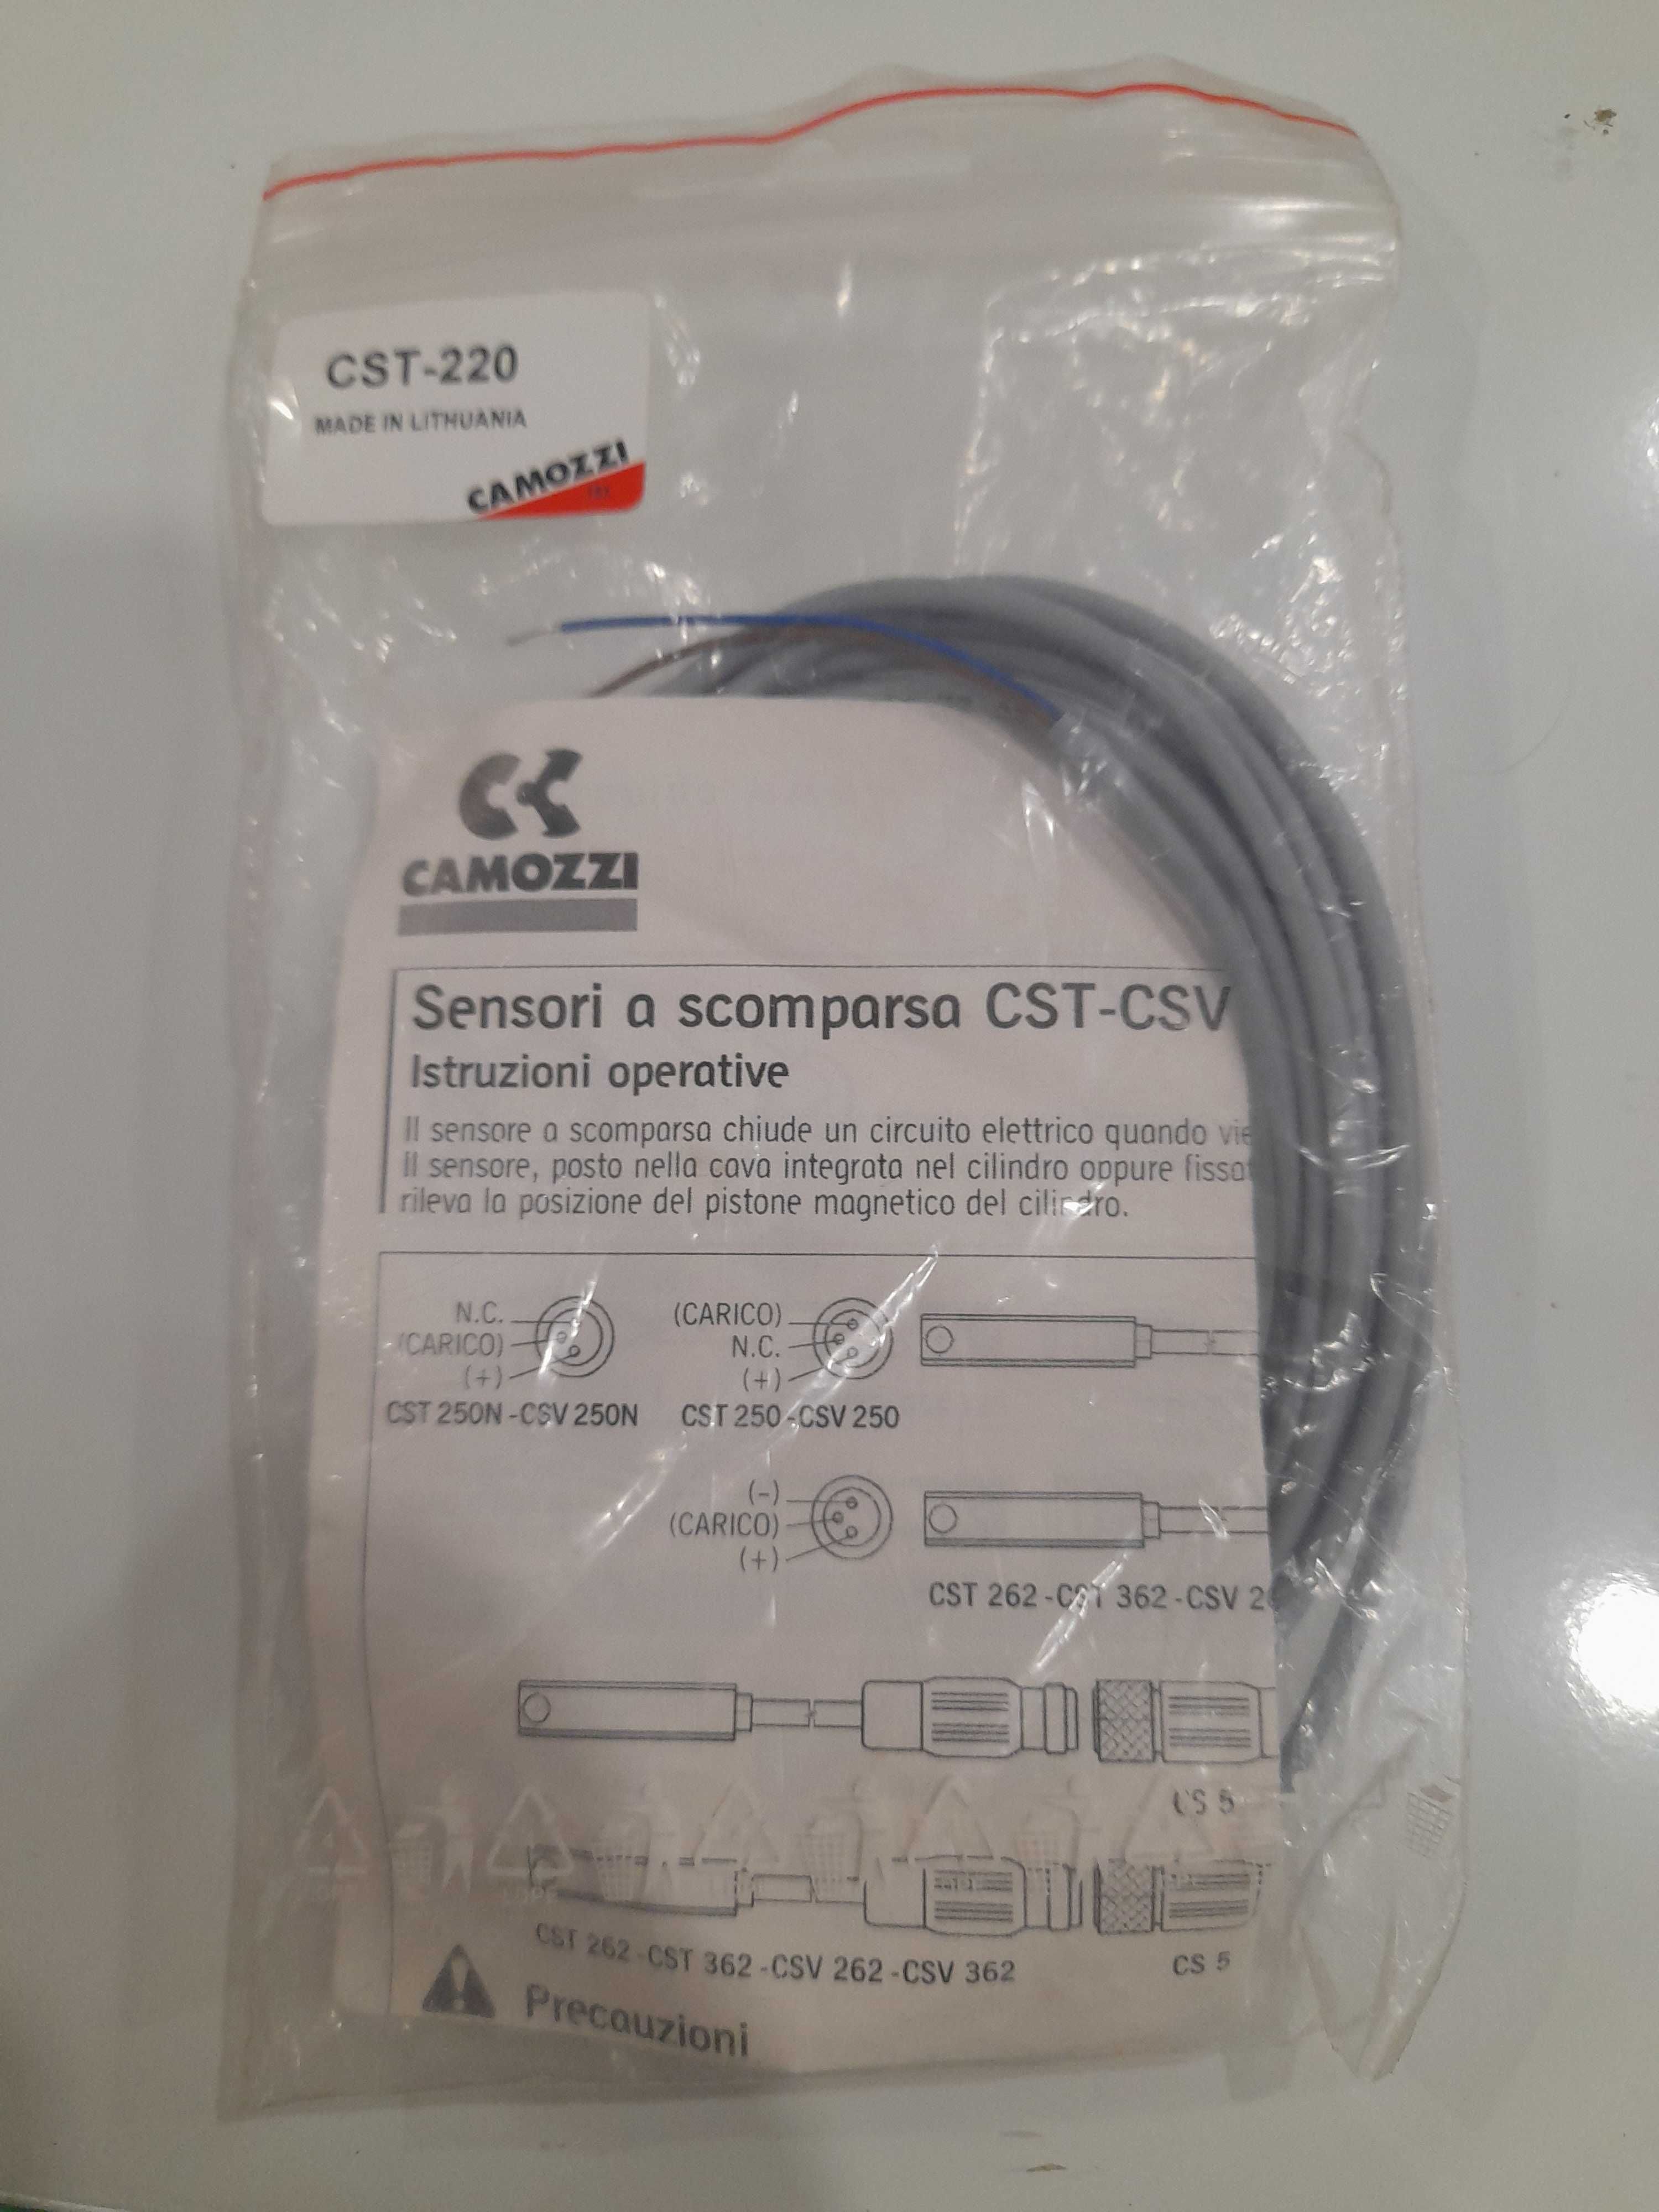 CST-220
MADE IN LITHUANIA
CAMOZZI
CAMOZZI
Sensori a scomparsa CST-CSV
Istruzioni operative
Il sensore a scomparsa chiude un circuito elettrico quando
Il sensore, posto nella cava integrata nel cilindro oppure
rileva la posizione del pistone magnetico del cilindro.
N.C. (CARICO)
(CARICO) N.C.
(+) (+)
CST 250N-CSV 250N CST 250-CSV 250
(-)
(CARICO)
(+)
CST 262-CST 362-CSV
CS 5
CST 262-CST 362-CSV 262-CSV 362 CS 5
Precauzioni